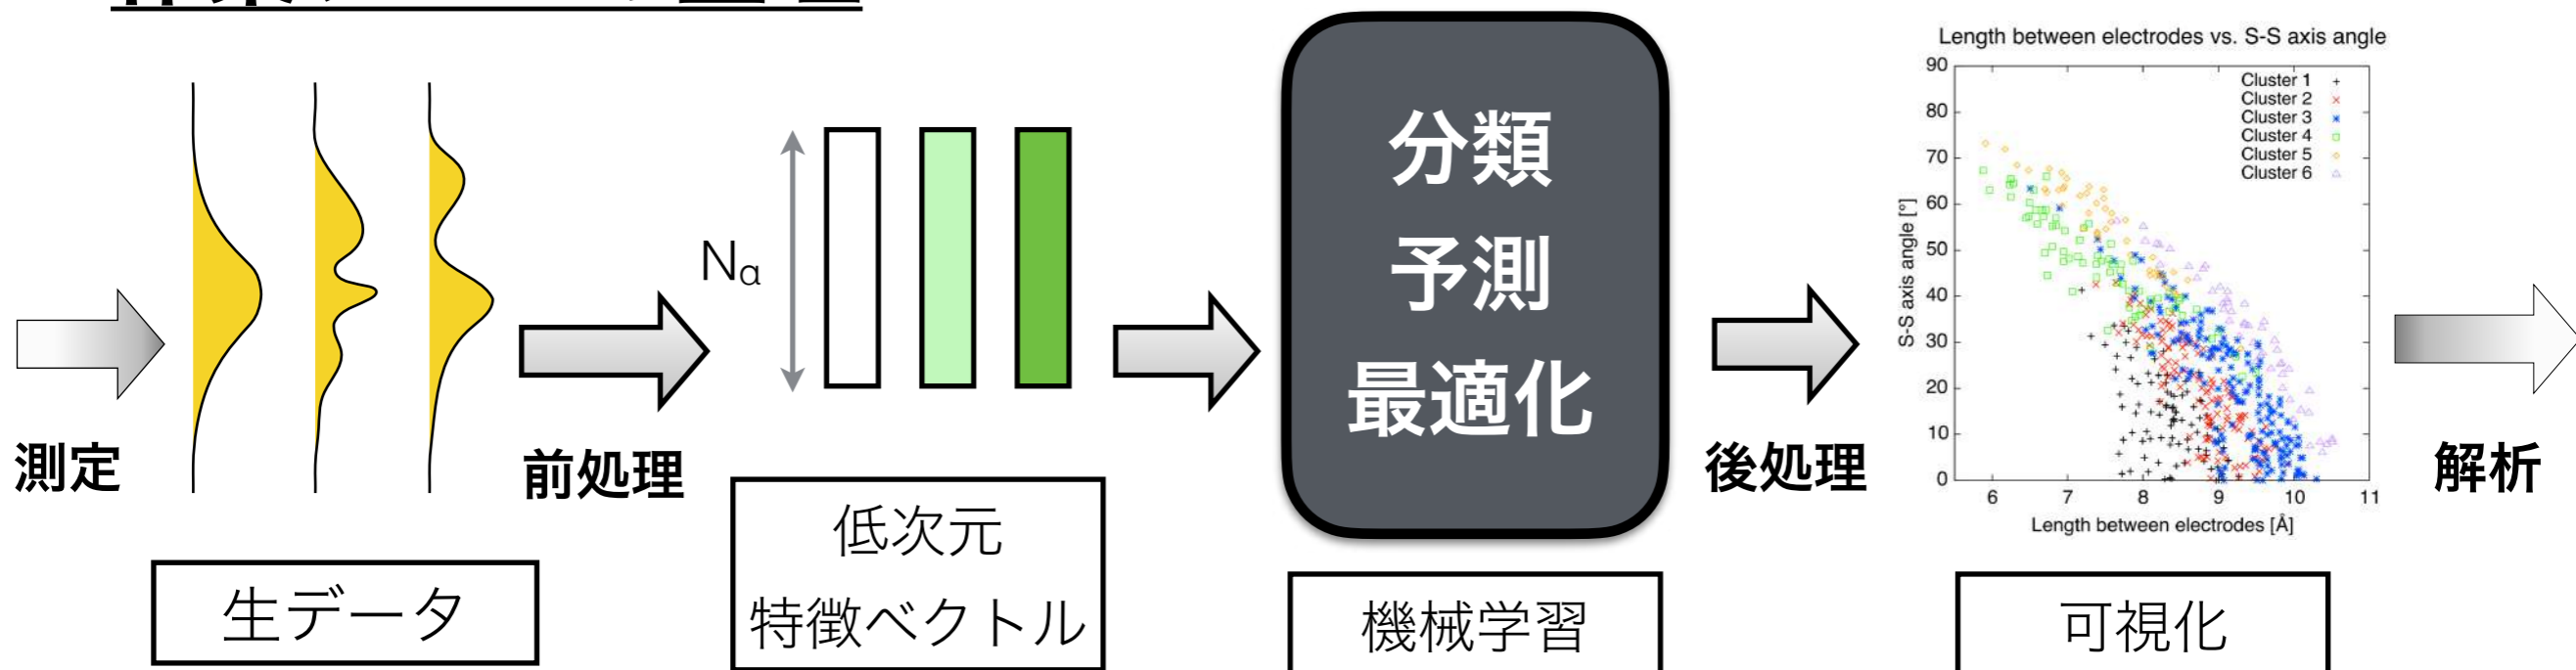 測定
前処理
Nα
生データ
低次元
特徴ベクトル
分類
予測
最適化
機械学習
後処理
Length between electrodes vs. S-S axis angle
Cluster 1
Cluster 2
Cluster 3
Cluster 4
Cluster 5
Cluster 6
S-S axis angle [°]
90
80
70
60
50
40
30
20
10
0
6 7 8 9 10 11
Length between electrodes [Å]
可視化
解析